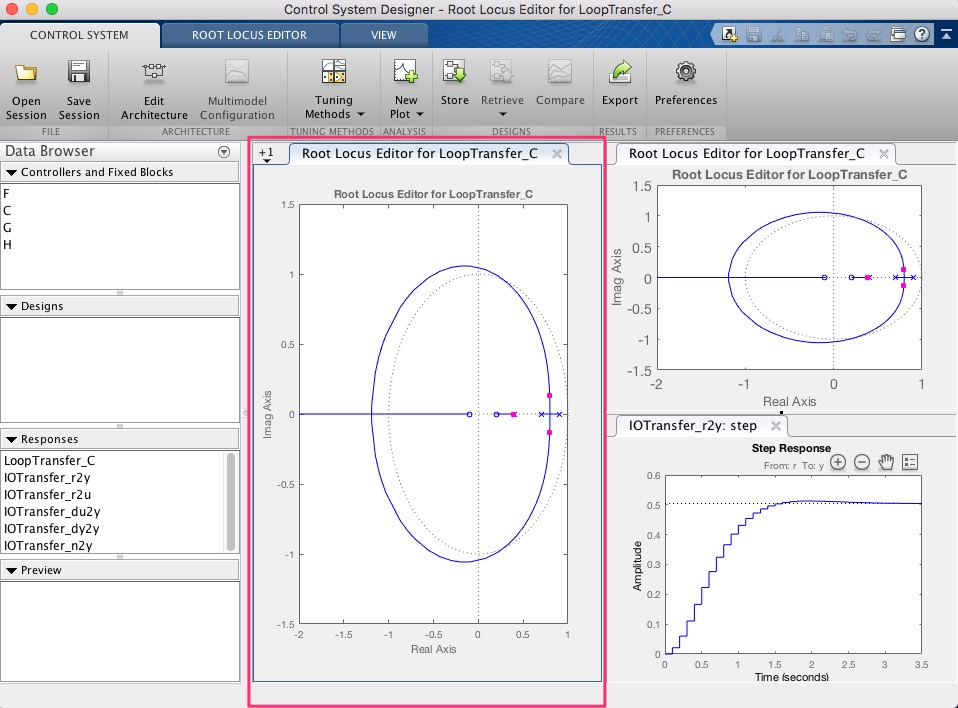 Control System Designer - Root Locus Editor for LoopTransfer_C
CONTROL SYSTEM
ROOT LOCUS EDITOR
VIEW
Open Session
Save Session
Edit Architecture
Multimodel Configuration
Tuning Methods
New Plot
Store
Retrieve
Compare
Export
Preferences
FILE
ARCHITECTURE
TUNING METHODS
ANALYSIS
DESIGNS
RESULTS
PREFERENCES
Data Browser
Controllers and Fixed Blocks
F
C
G
H
Designs
Responses
LoopTransfer_C
IOTransfer_r2y
IOTransfer_r2u
IOTransfer_du2y
IOTransfer_dy2y
IOTransfer_n2y
Preview
+1
Root Locus Editor for LoopTransfer_C
Root Locus Editor for LoopTransfer_C
1.5
1
0.5
0
-0.5
-1
-1.5
Imag Axis
-2 -1.5 -1 -0.5 0 0.5 1
Real Axis
Root Locus Editor for LoopTransfer_C
Root Locus Editor for LoopTransfer_C
1.5
1
0.5
0
-0.5
-1
-1.5
Imag Axis
-2 -1 0 1
Real Axis
IOTransfer_r2y: step
Step Response
From: r To: y
0.6
0.5
0.4
0.3
0.2
0.1
0
Amplitude
0 0.5 1 1.5 2 2.5 3 3.5
Time (seconds)